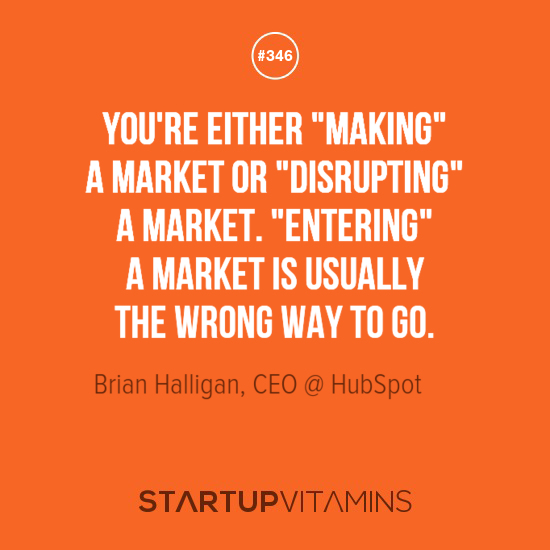 #346
YOU'RE EITHER "MAKING"
A MARKET OR "DISRUPTING"
A MARKET. "ENTERING"
A MARKET IS USUALLY
THE WRONG WAY TO GO.
Brian Halligan, CEO @ HubSpot
STARTUPVITAMINS